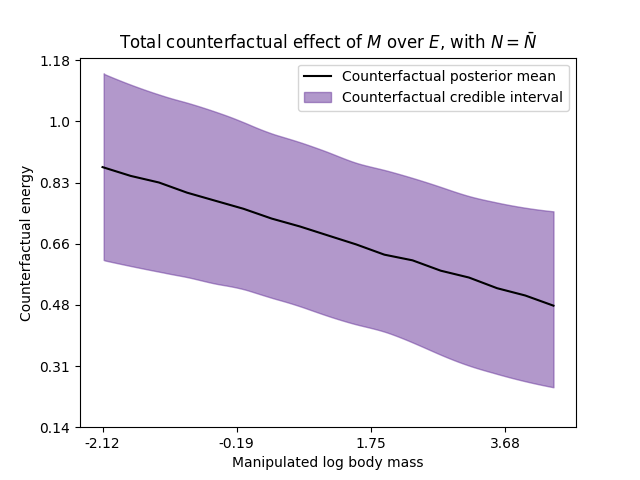 Total counterfactual effect of M over E, with N = N̄
Counterfactual posterior mean
Counterfactual credible interval
Counterfactual energy
1.18
1.0
0.83
0.66
0.48
0.31
0.14
-2.12 -0.19 1.75 3.68
Manipulated log body mass